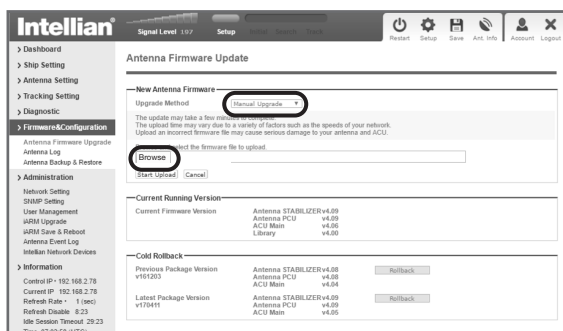 Intellian®
Signal Level 197 Setup Initial Search Track
Restart Setup Save Ant. Info Account Logout
> Dashboard
> Ship Setting
> Antenna Setting
> Tracking Setting
> Diagnostic
> Firmware&Configuration
Antenna Firmware Upgrade
Antenna Log
Antenna Backup & Restore
> Administration
Network Setting
SNMP Setting
User Management
iARM Upgrade
iARM Save & Reboot
Antenna Event Log
Intellian Network Devices
> Information
Control IP • 192.168.2.78
Current IP 192.168.2.78
Refresh Rate • 1 (sec)
Refresh Disable 8:23
Idle Session Timeout 29:23
Antenna Firmware Update
New Antenna Firmware
Upgrade Method Manual Upgrade ▼
The update may take a few minutes to complete.
The upload time may vary due to a variety of factors such as the speeds of your network.
Upload an incorrect firmware file may cause serious damage to your antenna and ACU.
select the firmware file to upload.
Browse
Start Upload Cancel
Current Running Version
Current Firmware Version Antenna STABILIZER v4.09
Antenna PCU v4.09
ACU Main v4.06
Library v4.00
Cold Rollback
Previous Package Version Antenna STABILIZER v4.08 Rollback
v161203 Antenna PCU v4.08
ACU Main v4.04
Latest Package Version Antenna STABILIZER v4.09 Rollback
v170411 Antenna PCU v4.09
ACU Main v4.05